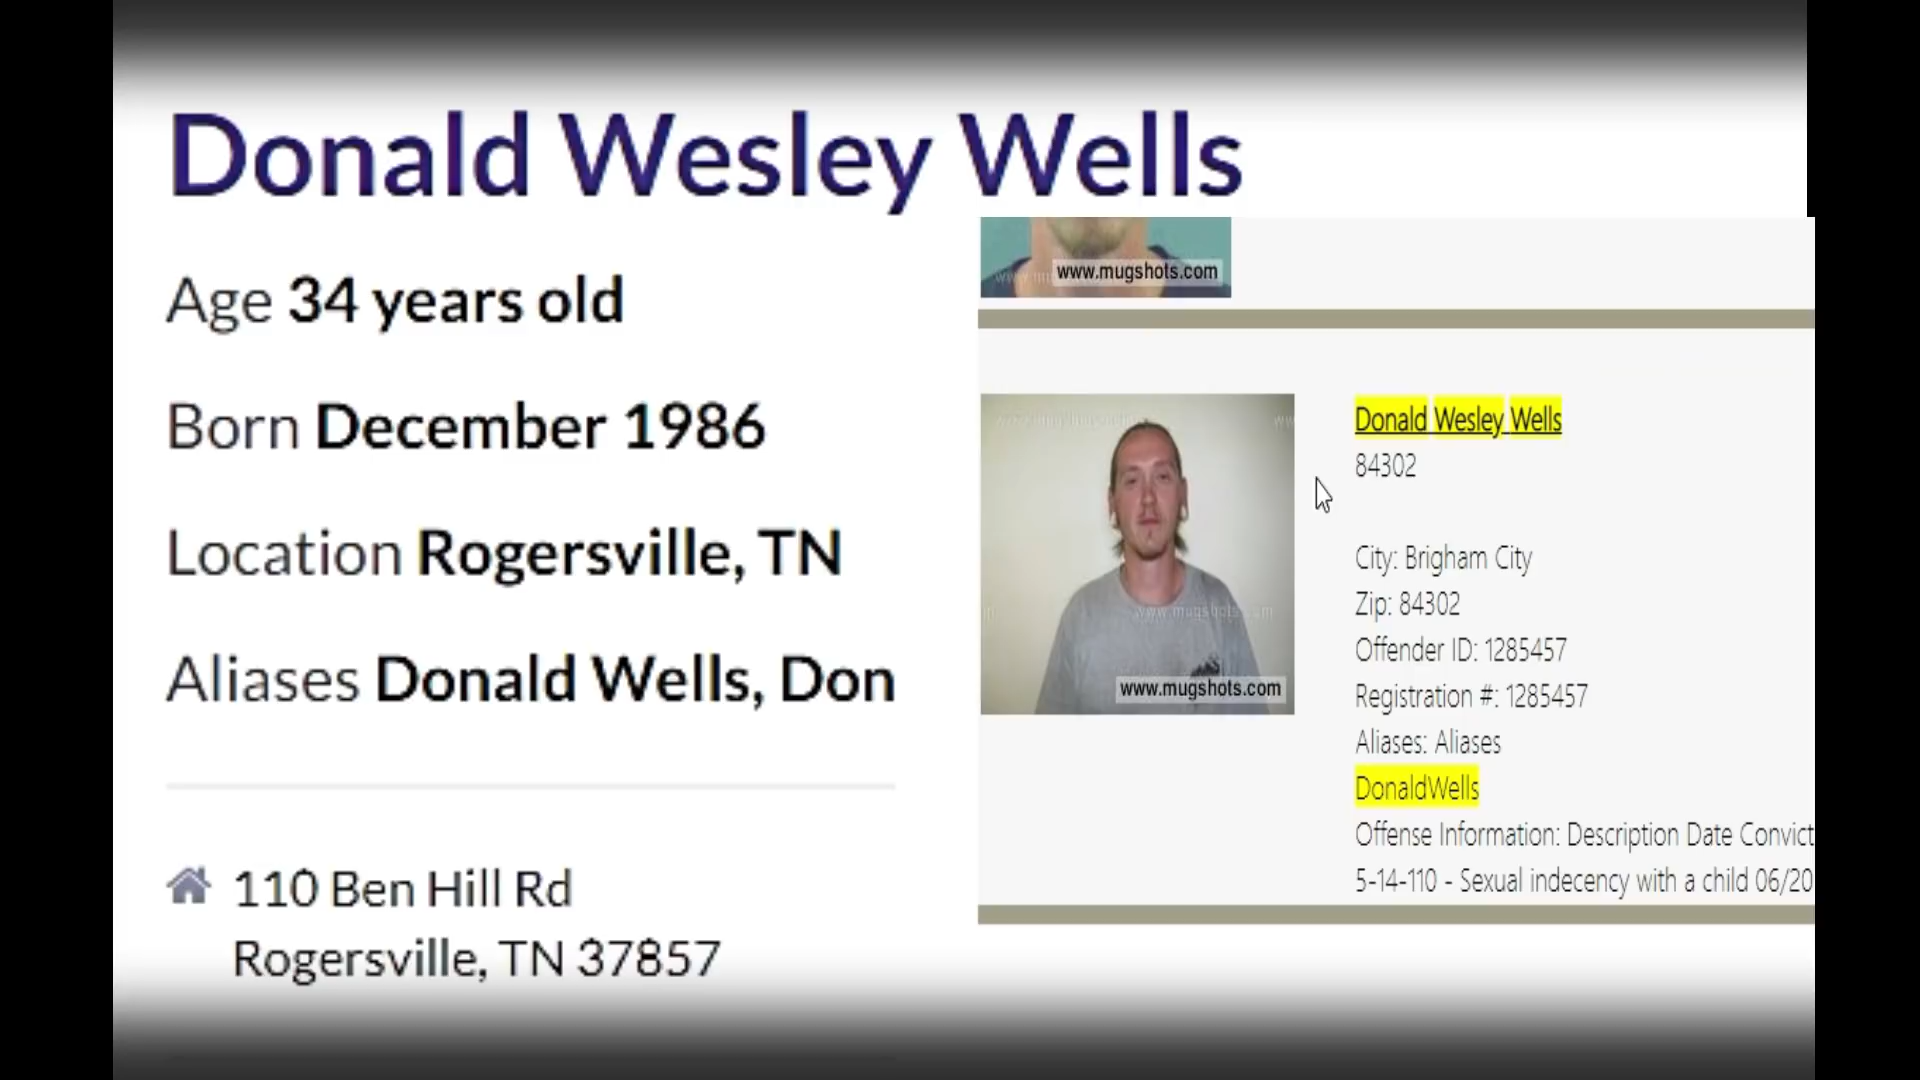 Donald Wesley Wells
Age 34 years old
Born December 1986
Location Rogersville, TN
Aliases Donald Wells, Don
110 Ben Hill Rd
Rogersville, TN 37857
www.mugshots.com
www.mugshots.com
www.mugshots.com
Donald Wesley Wells
84302
City: Brigham City
Zip: 84302
Offender ID: 1285457
Registration #: 1285457
Aliases: Aliases
DonaldWells
Offense Information: Description Date Convict
5-14-110 - Sexual indecency with a child 06/20